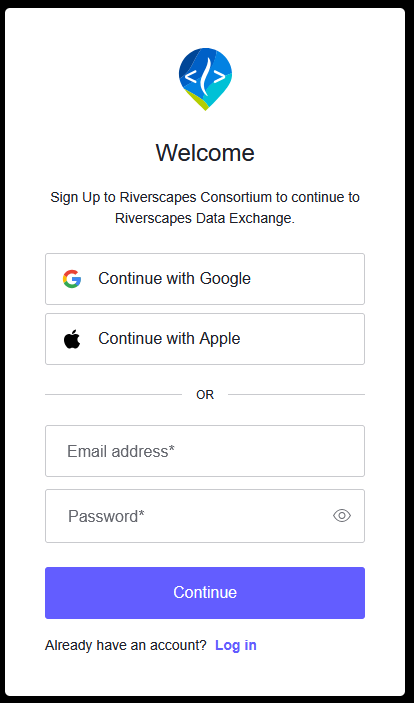 Welcome
Sign Up to Riverscapes Consortium to continue to
Riverscapes Data Exchange.
Continue with Google
Continue with Apple
OR
Email address*
Password*
Continue
Already have an account? Log in